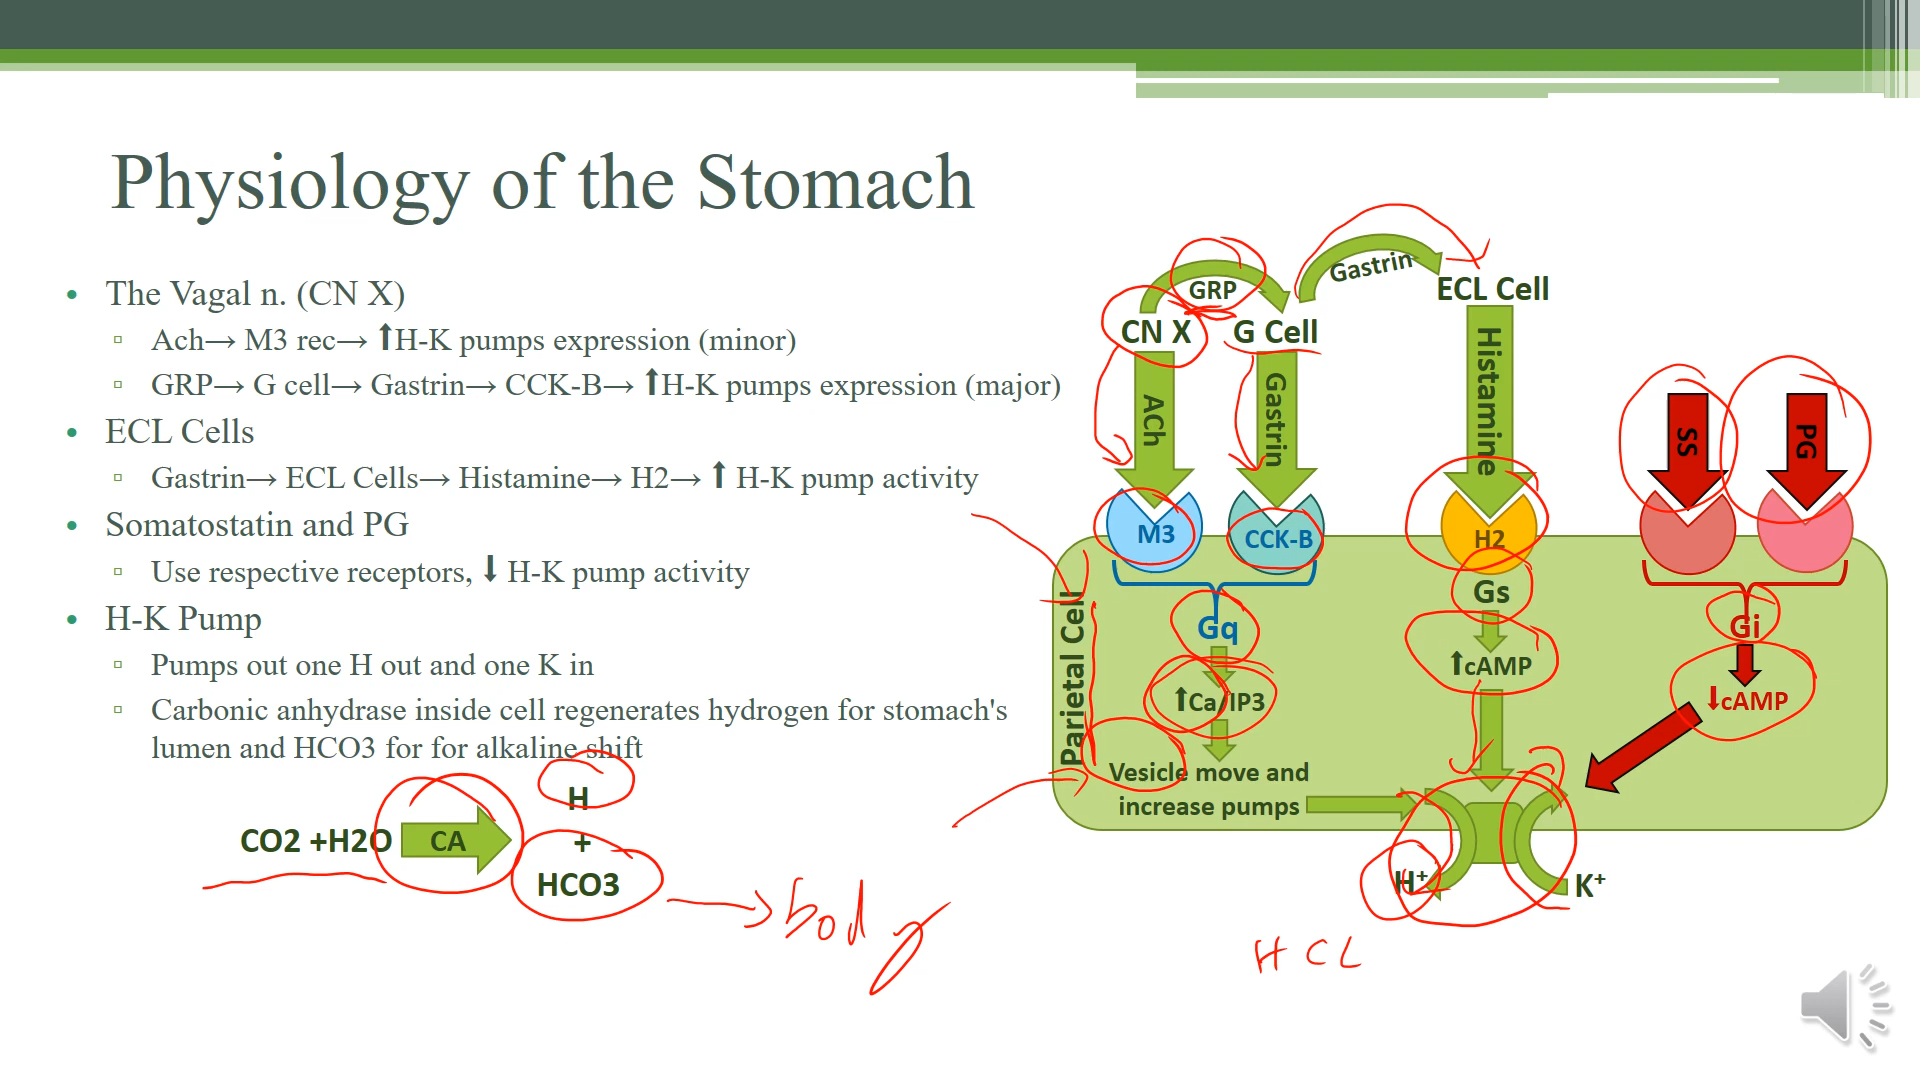 Physiology of the Stomach
• The Vagal n. (CN X)
▫ Ach→ M3 rec→ ⬆H-K pumps expression (minor)
▫ GRP→ G cell→ Gastrin→ CCK-B→ ⬆H-K pumps expression (major)
• ECL Cells
▫ Gastrin→ ECL Cells→ Histamine→ H2→ ⬆ H-K pump activity
• Somatostatin and PG
▫ Use respective receptors, ⬇ H-K pump activity
• H-K Pump
▫ Pumps out one H out and one K in
▫ Carbonic anhydrase inside cell regenerates hydrogen for stomach's
lumen and HCO3 for for alkaline shift
CO2 +H2O
CA
H
+
HCO3
body
GRP
Gastrin
CN X
G Cell
ECL Cell
ACh
Gastrin
Histamine
SS
PG
M3
CCK-B
H2
Parietal Cell
Gq
Gs
Gi
⬆Ca/IP3
⬆cAMP
⬇cAMP
Vesicle move and
increase pumps
H⁺
K⁺
HCL